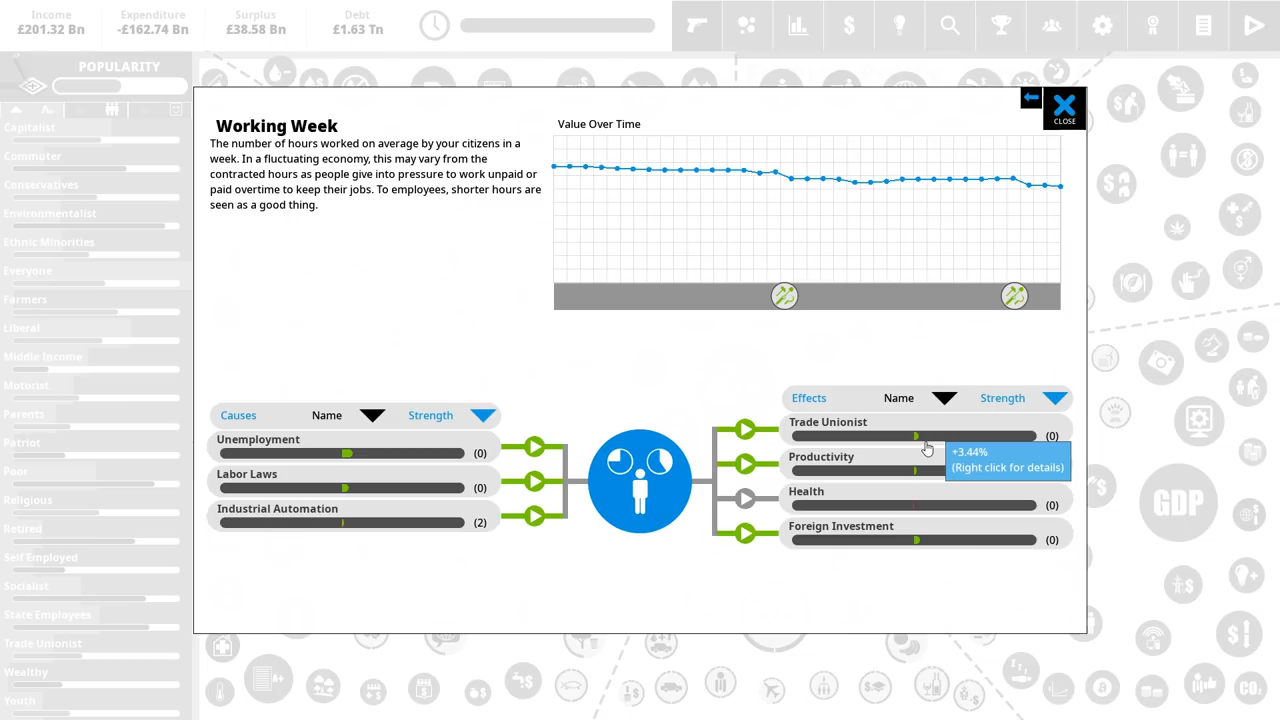 Income
£201.32 Bn
Expenditure
-£162.74 Bn
Surplus
£38.58 Bn
Debt
£1.63 Tn
POPULARITY
Capitalist
Commuter
Conservatives
Environmentalist
Ethnic Minorities
Everyone
Farmers
Liberal
Middle Income
Motorist
Parents
Patriot
Poor
Religious
Retired
Self Employed
Socialist
State Employees
Trade Unionist
Wealthy
Youth
CLOSE
Working Week
The number of hours worked on average by your citizens in a
week. In a fluctuating economy, this may vary from the
contracted hours as people give into pressure to work unpaid or
paid overtime to keep their jobs. To employees, shorter hours are
seen as a good thing.
Value Over Time
Causes Name Strength
Unemployment
(0)
Labor Laws
(0)
Industrial Automation
(2)
Effects Name Strength
Trade Unionist
(0)
Productivity
Health
(0)
Foreign Investment
(0)
+3.44%
(Right click for details)
GDP
CO₂